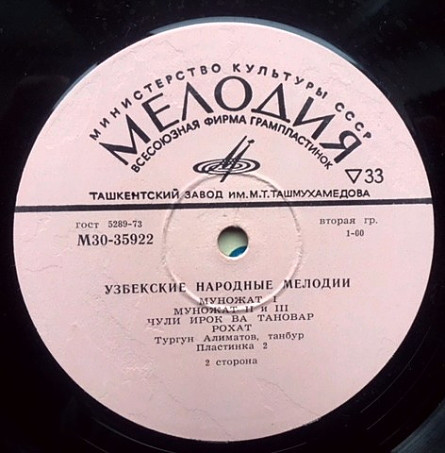 МИНИСТЕРСТВО КУЛЬТУРЫ СССР
МЕЛОДИЯ
ВСЕСОЮЗНАЯ ФИРМА ГРАМПЛАСТИНОК
▽33
ТАШКЕНТСКИЙ ЗАВОД ИМ. М.Т. ТАШМУХАМЕДОВА
гост 5289-73
вторая гр.
М30-35922
1-60
УЗБЕКСКИЕ НАРОДНЫЕ МЕЛОДИИ
МУНОЖАТ I
МУНОЖАТ II и III
ЧУЛИ ИРОК ВА ТАНОВАР
РОХАТ
Тургун Алиматов, танбур
Пластинка 2
2 сторона